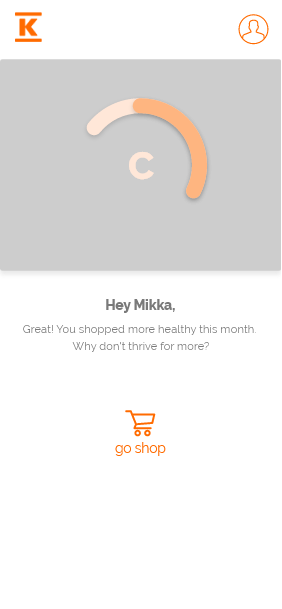 K
C
Hey Mikka,
Great! You shopped more healthy this month.
Why don't thrive for more?
go shop